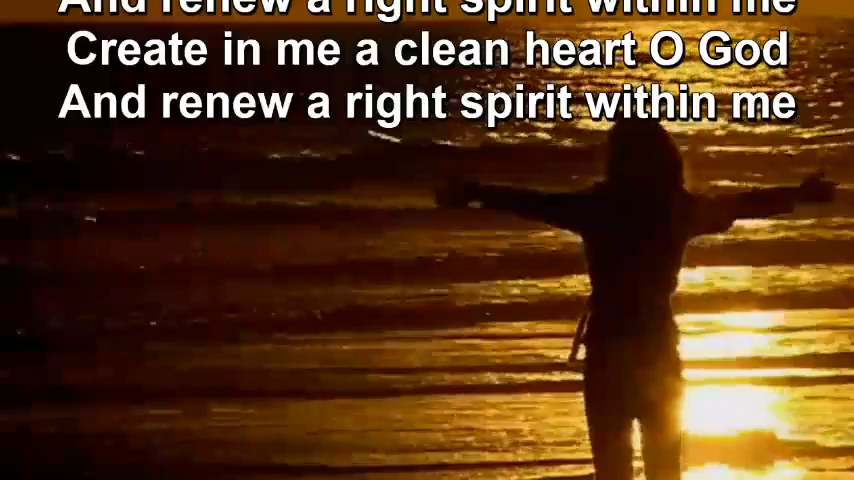 And renew a right spirit within me
Create in me a clean heart O God
And renew a right spirit within me